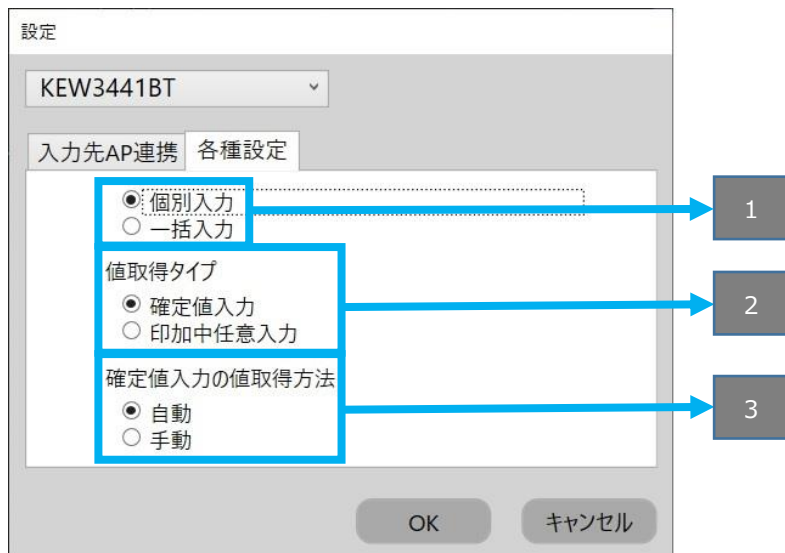 設定
KEW3441BT
入力先AP連携 各種設定
個別入力
一括入力
1
値取得タイプ
確定値入力
印加中任意入力
2
確定値入力の値取得方法
自動
手動
3
OK キャンセル